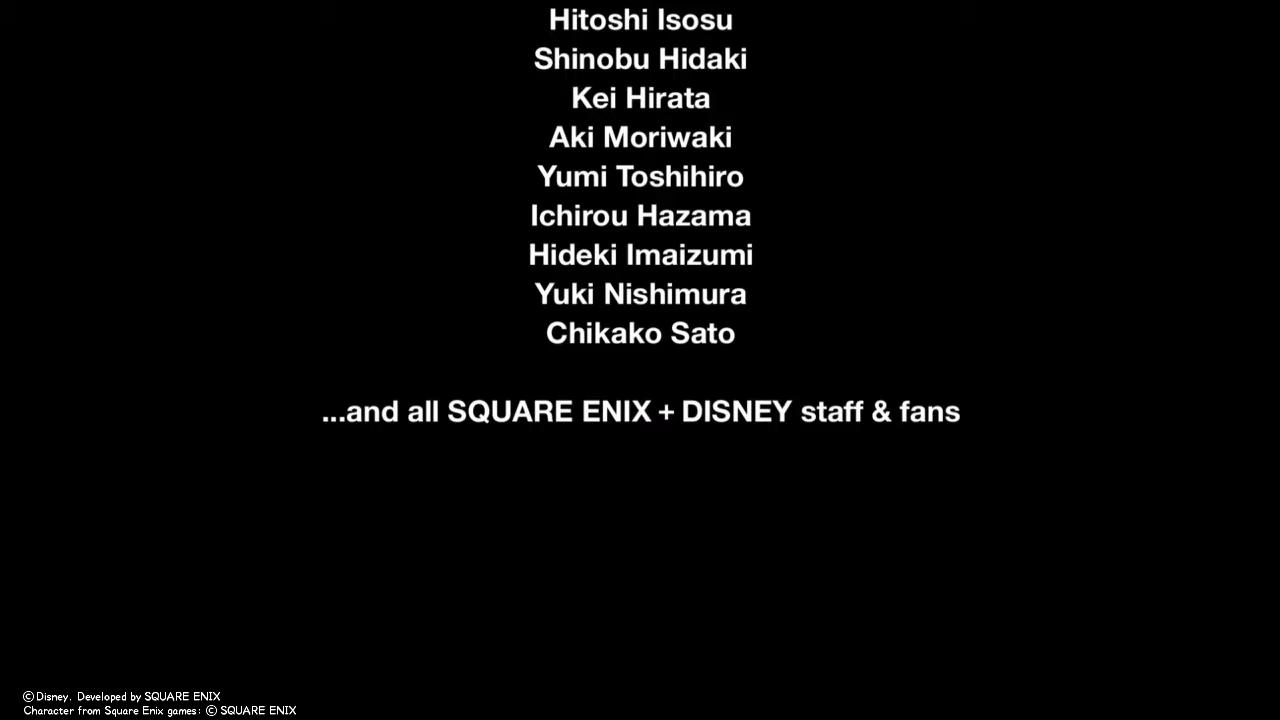 Hitoshi Isosu
Shinobu Hidaki
Kei Hirata
Aki Moriwaki
Yumi Toshihiro
Ichirou Hazama
Hideki Imaizumi
Yuki Nishimura
Chikako Sato
...and all SQUARE ENIX + DISNEY staff & fans
©Disney. Developed by SQUARE ENIX
Character from Square Enix games: © SQUARE ENIX